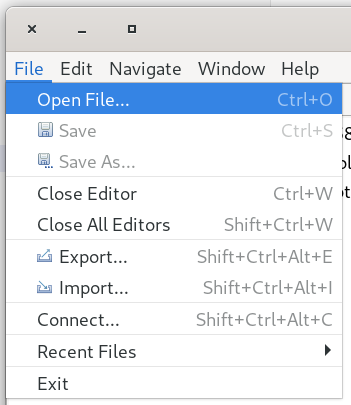 File Edit Navigate Window Help
Open File... Ctrl+O
Save Ctrl+S
Save As...
Close Editor Ctrl+W
Close All Editors Shift+Ctrl+W
Export... Shift+Ctrl+Alt+E
Import... Shift+Ctrl+Alt+I
Connect... Shift+Ctrl+Alt+C
Recent Files
Exit